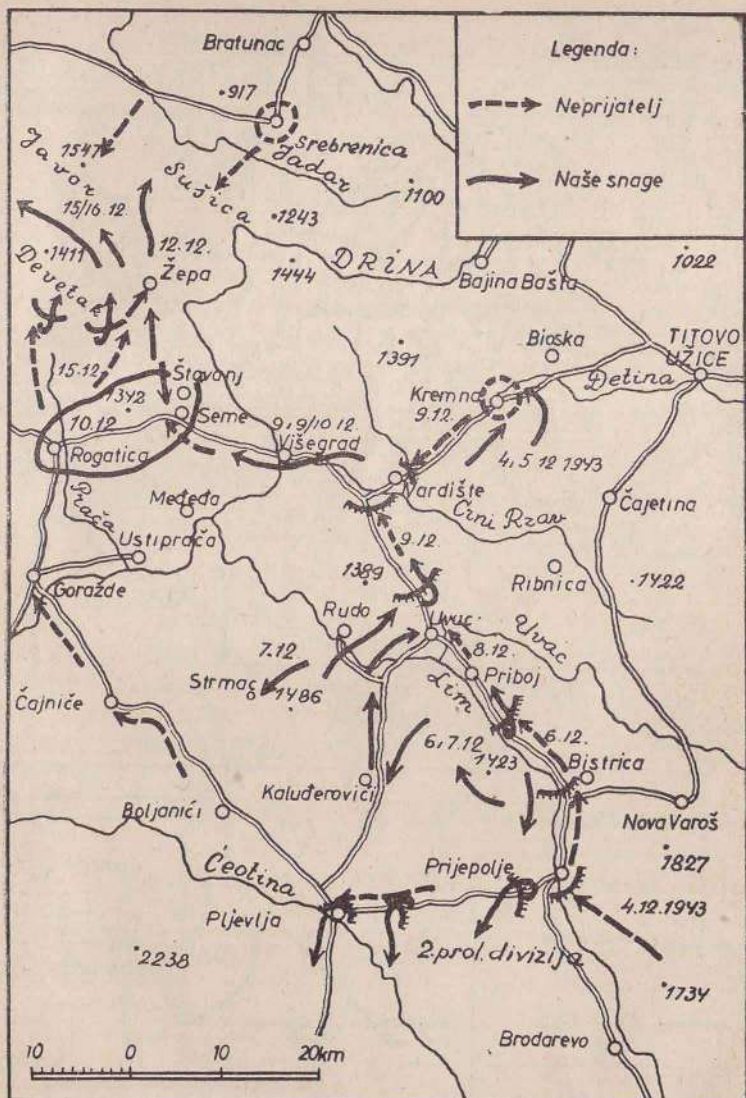 Bratunac
Legenda:
Neprijatelj
Naše snage
917
Srebrenica
Jadar
Javor
1547
Sušica
1100
15/16.12.
1243
12.12.
1411
Devetak
Žepa
1444
DRINA
Bajina Bašta
1022
Bioska
TITOVO
UŽICE
1391
Đetina
Kremna
9.12.
15.12.
Štavanj
1342
Seme
10.12
Rogatica
9,9/10 12.
Višegrad
4,5 12 1943
Vardište
Crni Rzav
Čajetina
Prača
Međeđa
Ustiprača
9.12.
Goražde
1389
Ribnica
1422
Rudo
Uvac
Uvac
7.12
8.12.
Strmac
1486
Priboj
Lim
Čajniče
6,7.12
1423
6.12.
Bistrica
Kaluđerovići
Boljanići
Nova Varoš
Ćeotina
Prijepolje
1827
4.12.1943
Pljevlja
2. prol. divizija
2238
1734
Brodarevo
10 0 10 20km